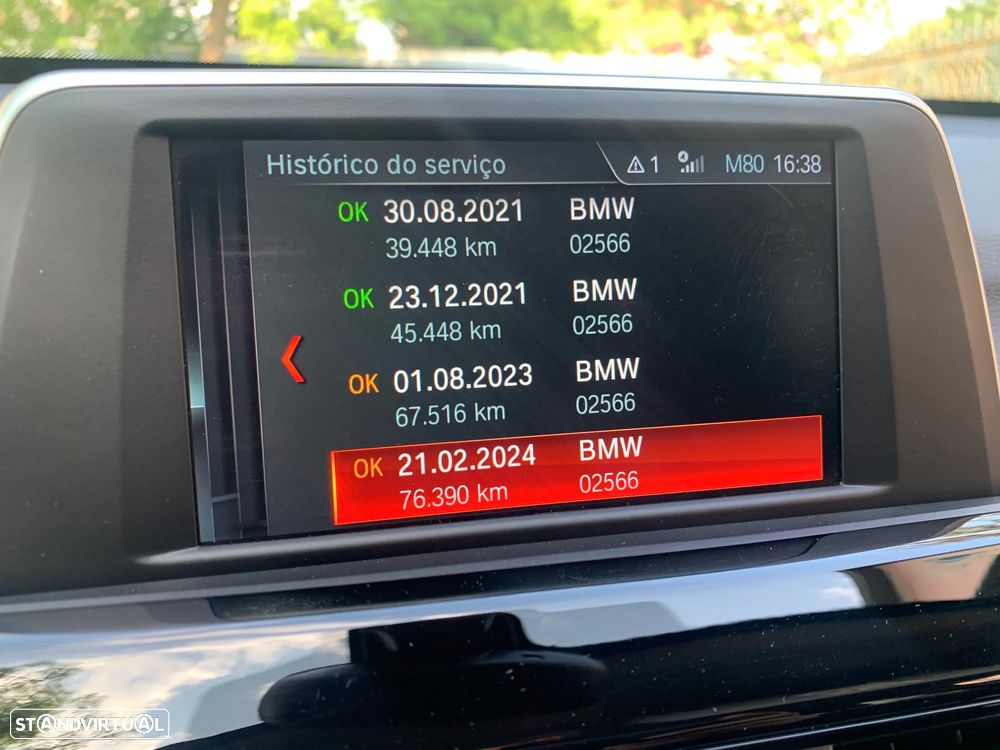 Histórico do serviço 1 M80 16:38
OK 30.08.2021 BMW
39.448 km 02566
OK 23.12.2021 BMW
45.448 km 02566
OK 01.08.2023 BMW
67.516 km 02566
OK 21.02.2024 BMW
76.390 km 02566
STANDVIRTUAL